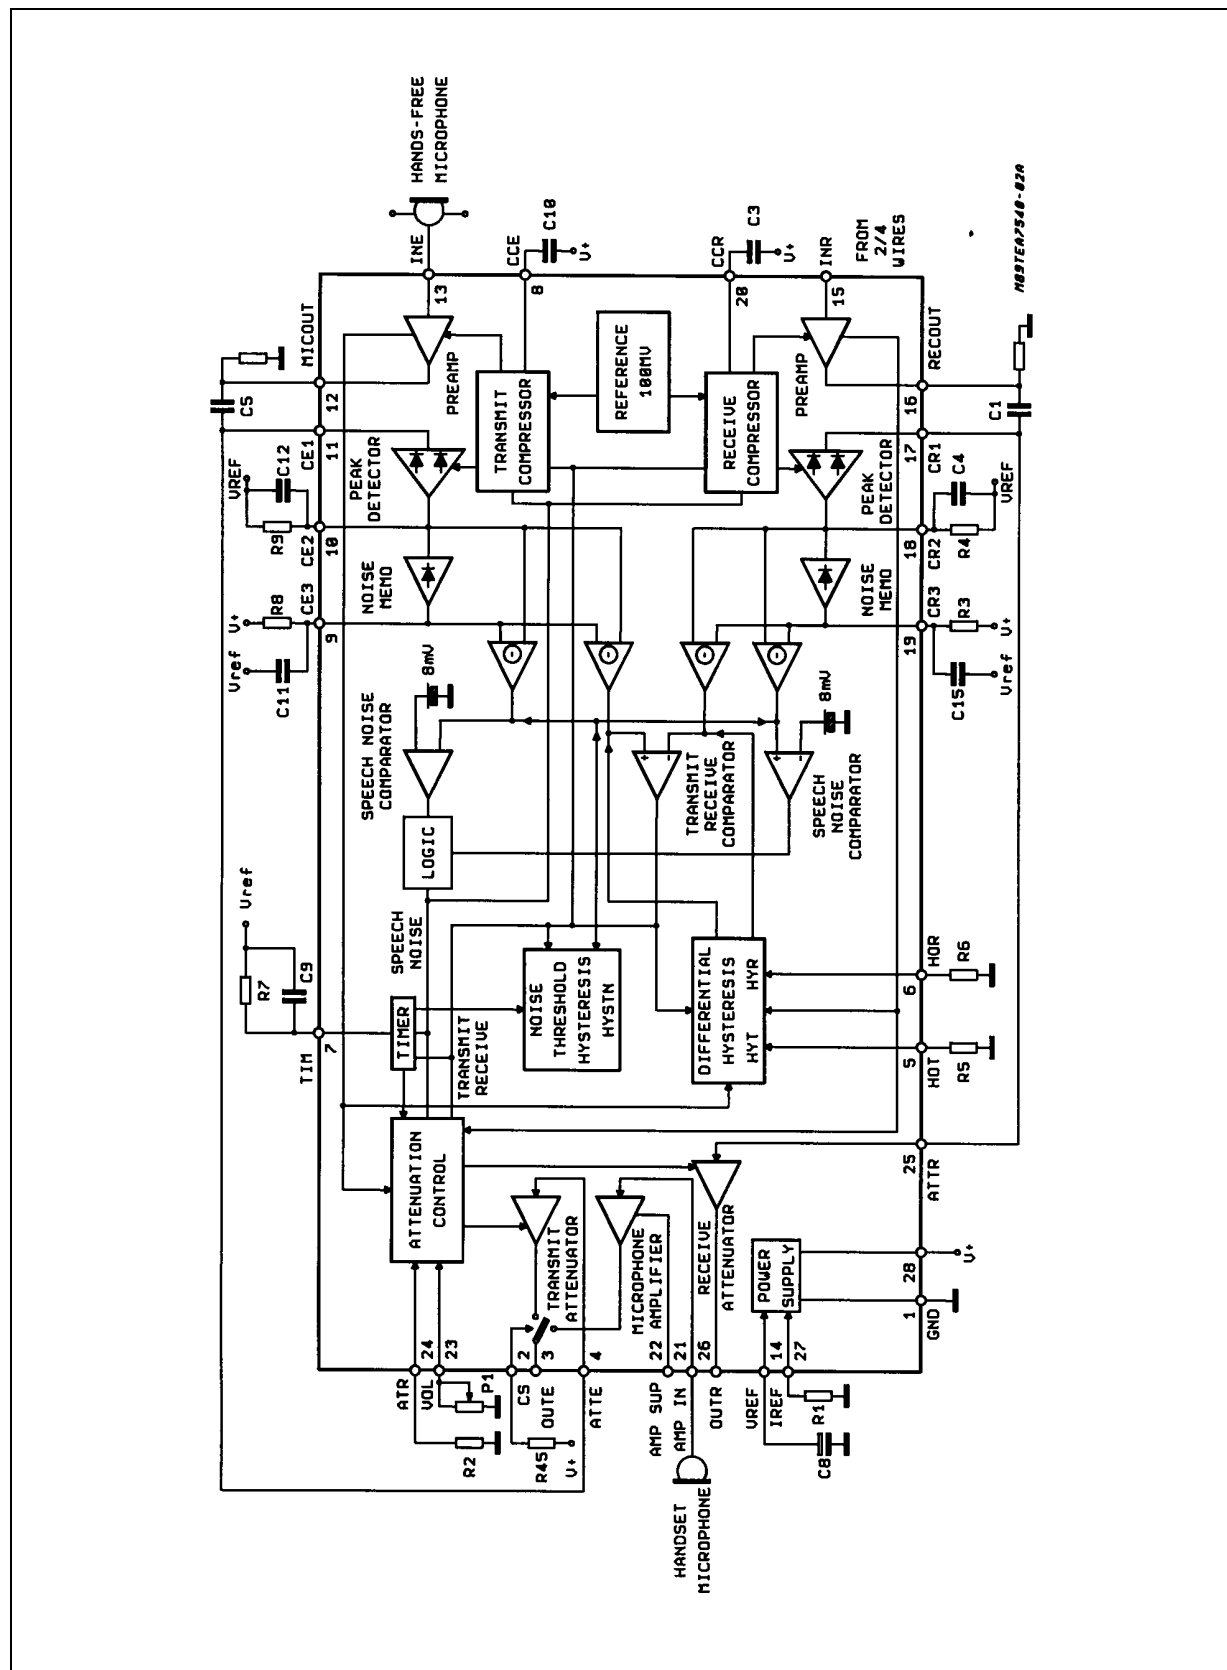 HANDS-FREE
MICROPHONE
INE
13
CCE
8
C10
V+
CCR
20
C3
V+
INR
15
FROM
2/4
WIRES
M89TEA7540-02A
MICOUT
12
C5
PREAMP
TRANSMIT
COMPRESSOR
REFERENCE
100MV
RECEIVE
COMPRESSOR
PREAMP
RECOUT
16
C1
11
CE1
PEAK
DETECTOR
PEAK
DETECTOR
17
CR1
VREF
C12
R9
CE2
10
18
CR2
C4
R4
VREF
NOISE
MEMO
NOISE
MEMO
V+
R8
CE3
9
Vref
C11
19
CR3
R3
V+
C15
Vref
-
-
-
-
8mV
8mV
SPEECH NOISE
COMPARATOR
+
-
TRANSMIT
RECEIVE
COMPARATOR
+
-
SPEECH
NOISE
COMPARATOR
LOGIC
Vref
R7
C9
TIM
7
TIMER
SPEECH
NOISE
TRANSMIT
RECEIVE
NOISE
THRESHOLD
HYSTERESIS
HYSTN
DIFFERENTIAL
HYSTERESIS
HYT HYR
6
HOR
R6
5
HOT
R5
ATTENUATION
CONTROL
TRANSMIT
ATTENUATOR
MICROPHONE
AMPLIFIER
RECEIVE
ATTENUATOR
25
ATTR
POWER
SUPPLY
28
V+
1
GND
24
ATR
23
VOL
P1
R2
2
CS
3
OUTE
R45
V+
4
ATTE
22
AMP SUP
21
AMP IN
26
OUTR
14
VREF
27
IREF
R1
C8
HANDSET
MICROPHONE